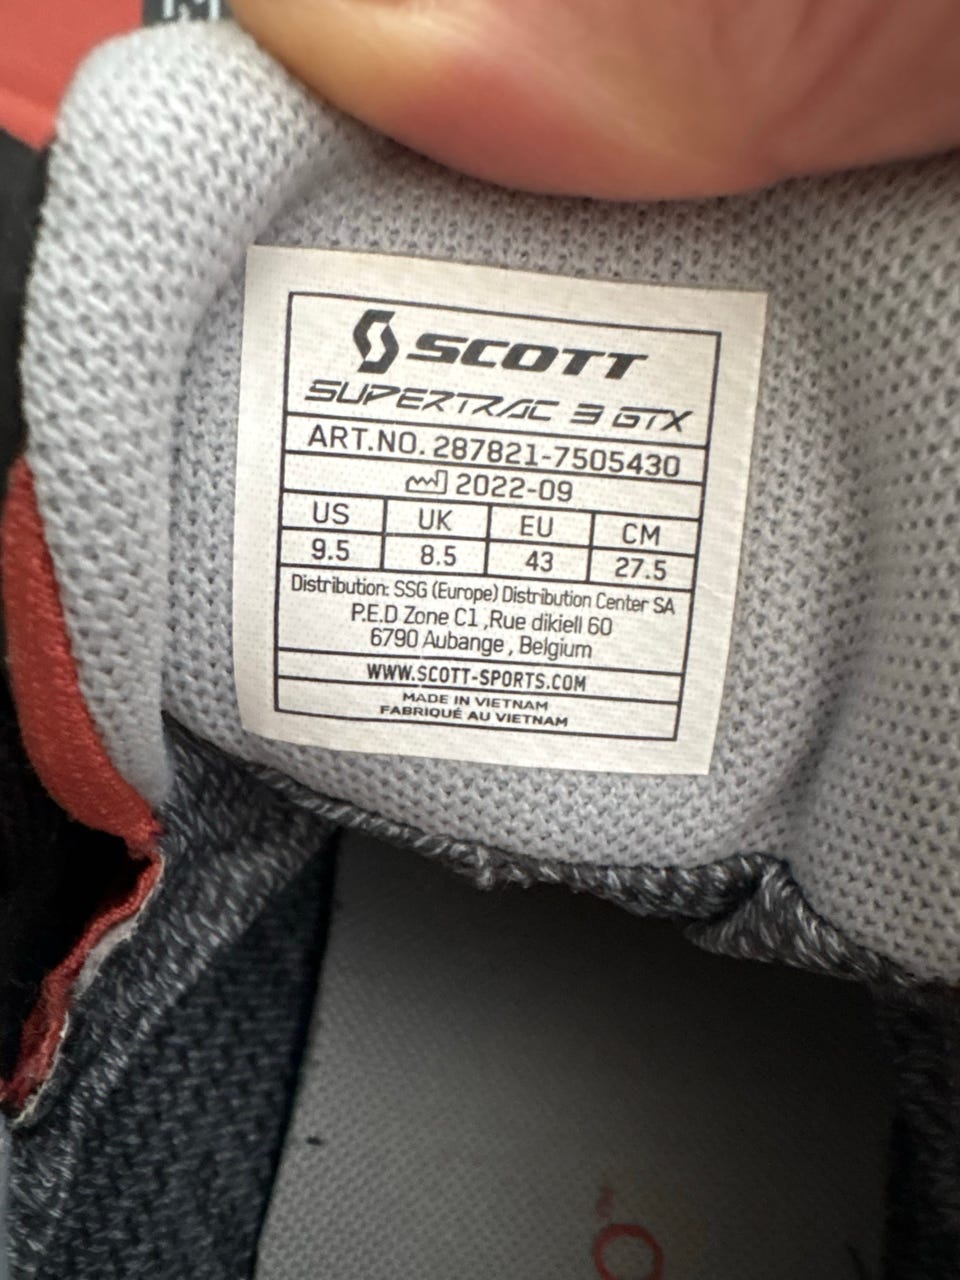 SCOTT
SUPERTRAC 3 GTX
ART.NO. 287821-7505430
2022-09
US UK EU CM
9.5 8.5 43 27.5
Distribution: SSG (Europe) Distribution Center SA
P.E.D Zone C1 ,Rue dikiell 60
6790 Aubange , Belgium
WWW.SCOTT-SPORTS.COM
MADE IN VIETNAM
FABRIQUÉ AU VIETNAM